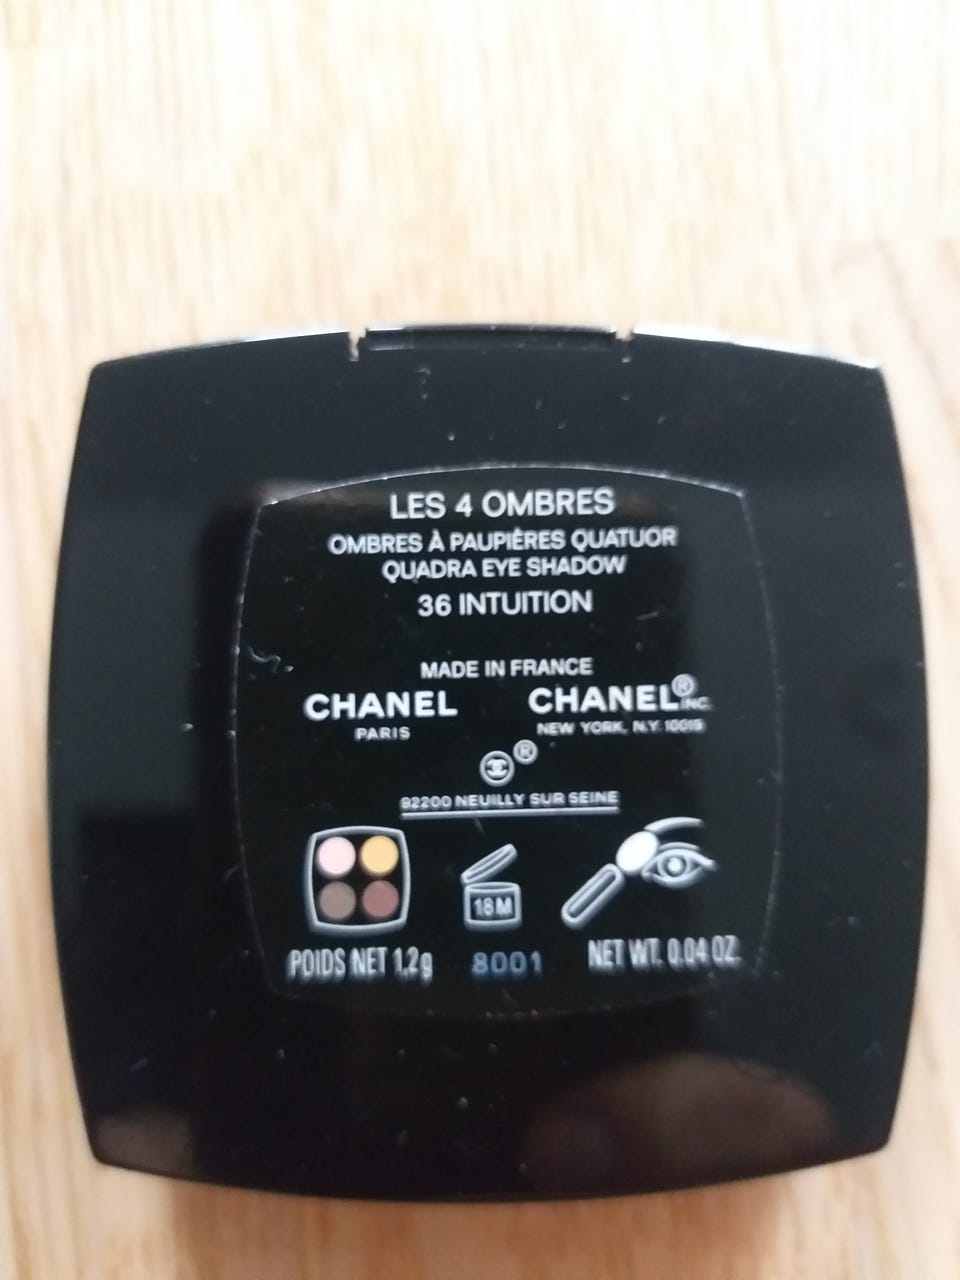 LES 4 OMBRES
OMBRES À PAUPIÈRES QUATUOR
QUADRA EYE SHADOW
36 INTUITION
MADE IN FRANCE
CHANEL CHANEL® INC.
PARIS NEW YORK, N.Y. 10019
®
92200 NEUILLY SUR SEINE
18M
POIDS NET 1,2g 8001 NET WT. 0.04 OZ.